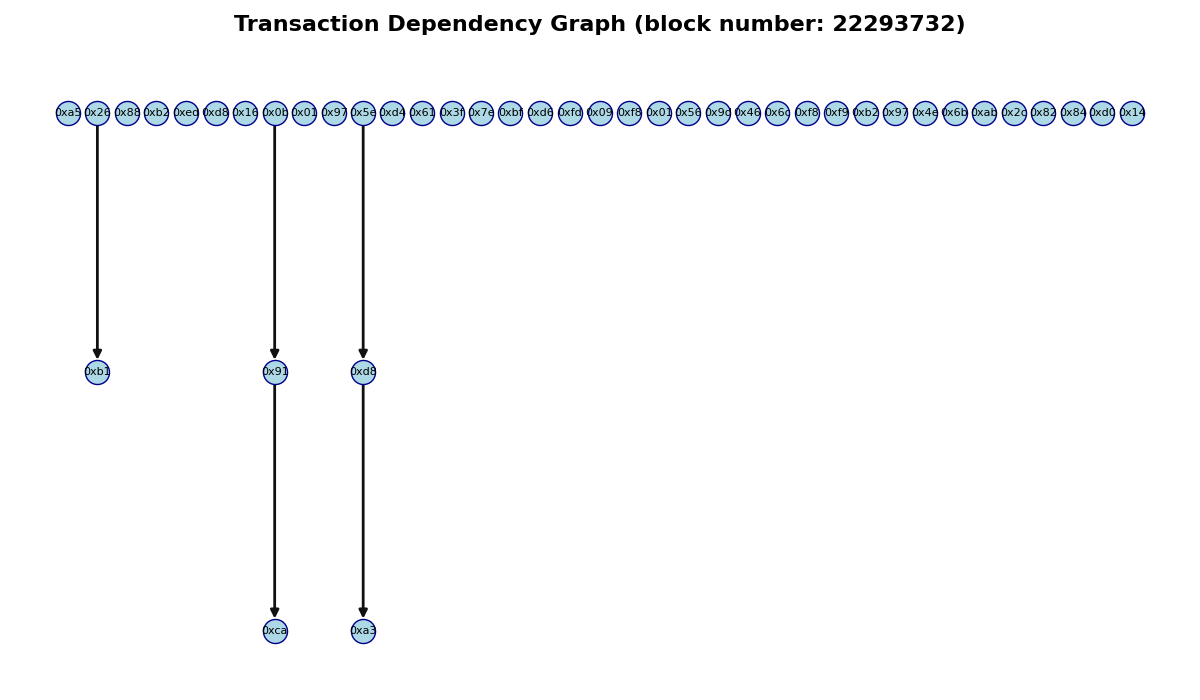 Transaction Dependency Graph (block number: 22293732)
0xa5 0x26 0x88 0xb2 0xed 0xd8 0x16 0x0b 0x01 0x97 0x5e 0xd4 0x61 0x3f 0x7e 0xbf 0xd6 0xfd 0x09 0xf8 0x01 0x56 0x9d 0x46 0x6c 0xf8 0xf9 0xb2 0x97 0x4e 0x6b 0xab 0x2c 0x82 0x84 0xd0 0x14
0xb1 0x91 0xd8
0xca 0xa3